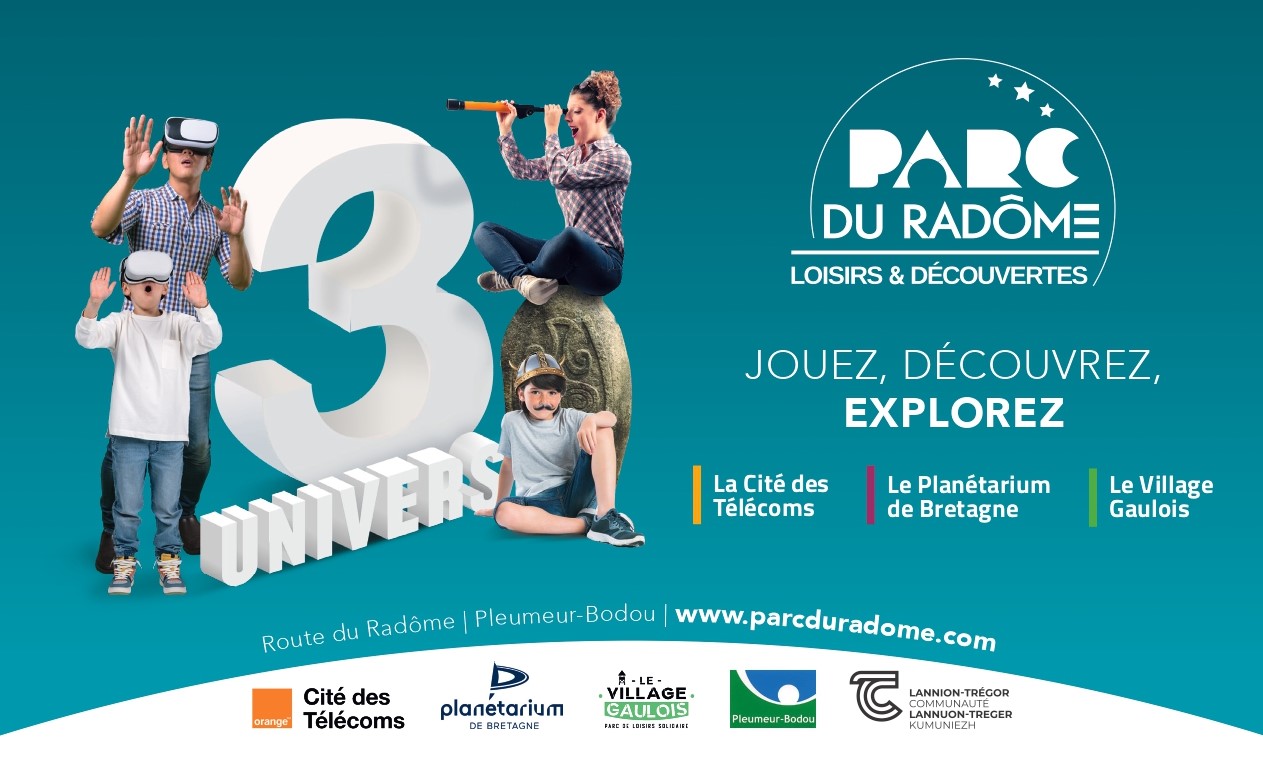 PARC
DU RADÔME
LOISIRS & DÉCOUVERTES
3
UNIVERS
JOUEZ, DÉCOUVREZ,
EXPLOREZ
La Cité des
Télécoms
Le Planétarium
de Bretagne
Le Village
Gaulois
Route du Radôme | Pleumeur-Bodou | www.parcduradome.com
orange™
Cité des
Télécoms
planétarium
DE BRETAGNE
- LE -
VILLAGE
GAULOIS
PARC DE LOISIRS SOLIDAIRE
Pleumeur-Bodou
LANNION-TRÉGOR
COMMUNAUTÉ
LANNUON-TREGER
KUMUNIEZH